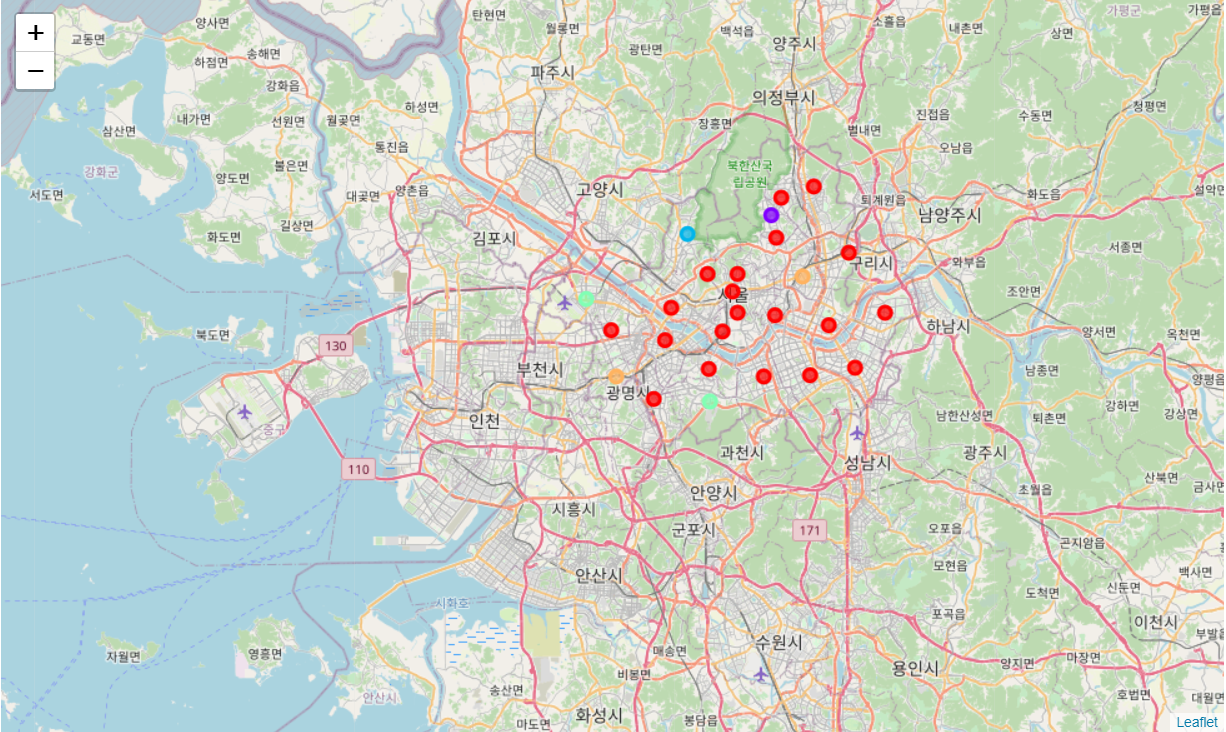 +
−
양사면
탄현면
가평군
소흘읍
교동면
월롱면
백석읍
내촌면
상면
송해면
광탄면
양주시
하점면
파주시
강화읍
의정부시
하성면
청평면
내가면
선원면
월곶면
장흥면
별내면
진접읍
수동면
삼산면
통진읍
오남읍
불은면
북한산국
립공원
강화군
양도면
고양시
서도면
대곶면
양촌읍
퇴계원읍
화도읍
설악면
길상면
남양주시
화도면
김포시
서종면
구리시
와부읍
조안면
하남시
북도면
양서면
옥천면
130
부천시
남종면
양평읍
광명시
강하면
인천
남한산성면
퇴촌면
강상면
중구
과천시
광주시
성남시
110
산북면
안양시
초월읍
금사면
시흥시
군포시
171
오포읍
곤지암읍
모현읍
백사면
안산시
신둔면
도척면
시화호
포곡읍
이천시
부발읍
수원시
영흥면
매송면
자월면
마장면
양지면
비봉면
용인시
송산면
안산시
호법면
대월면
화성시
마도면
봉담읍
Leaflet